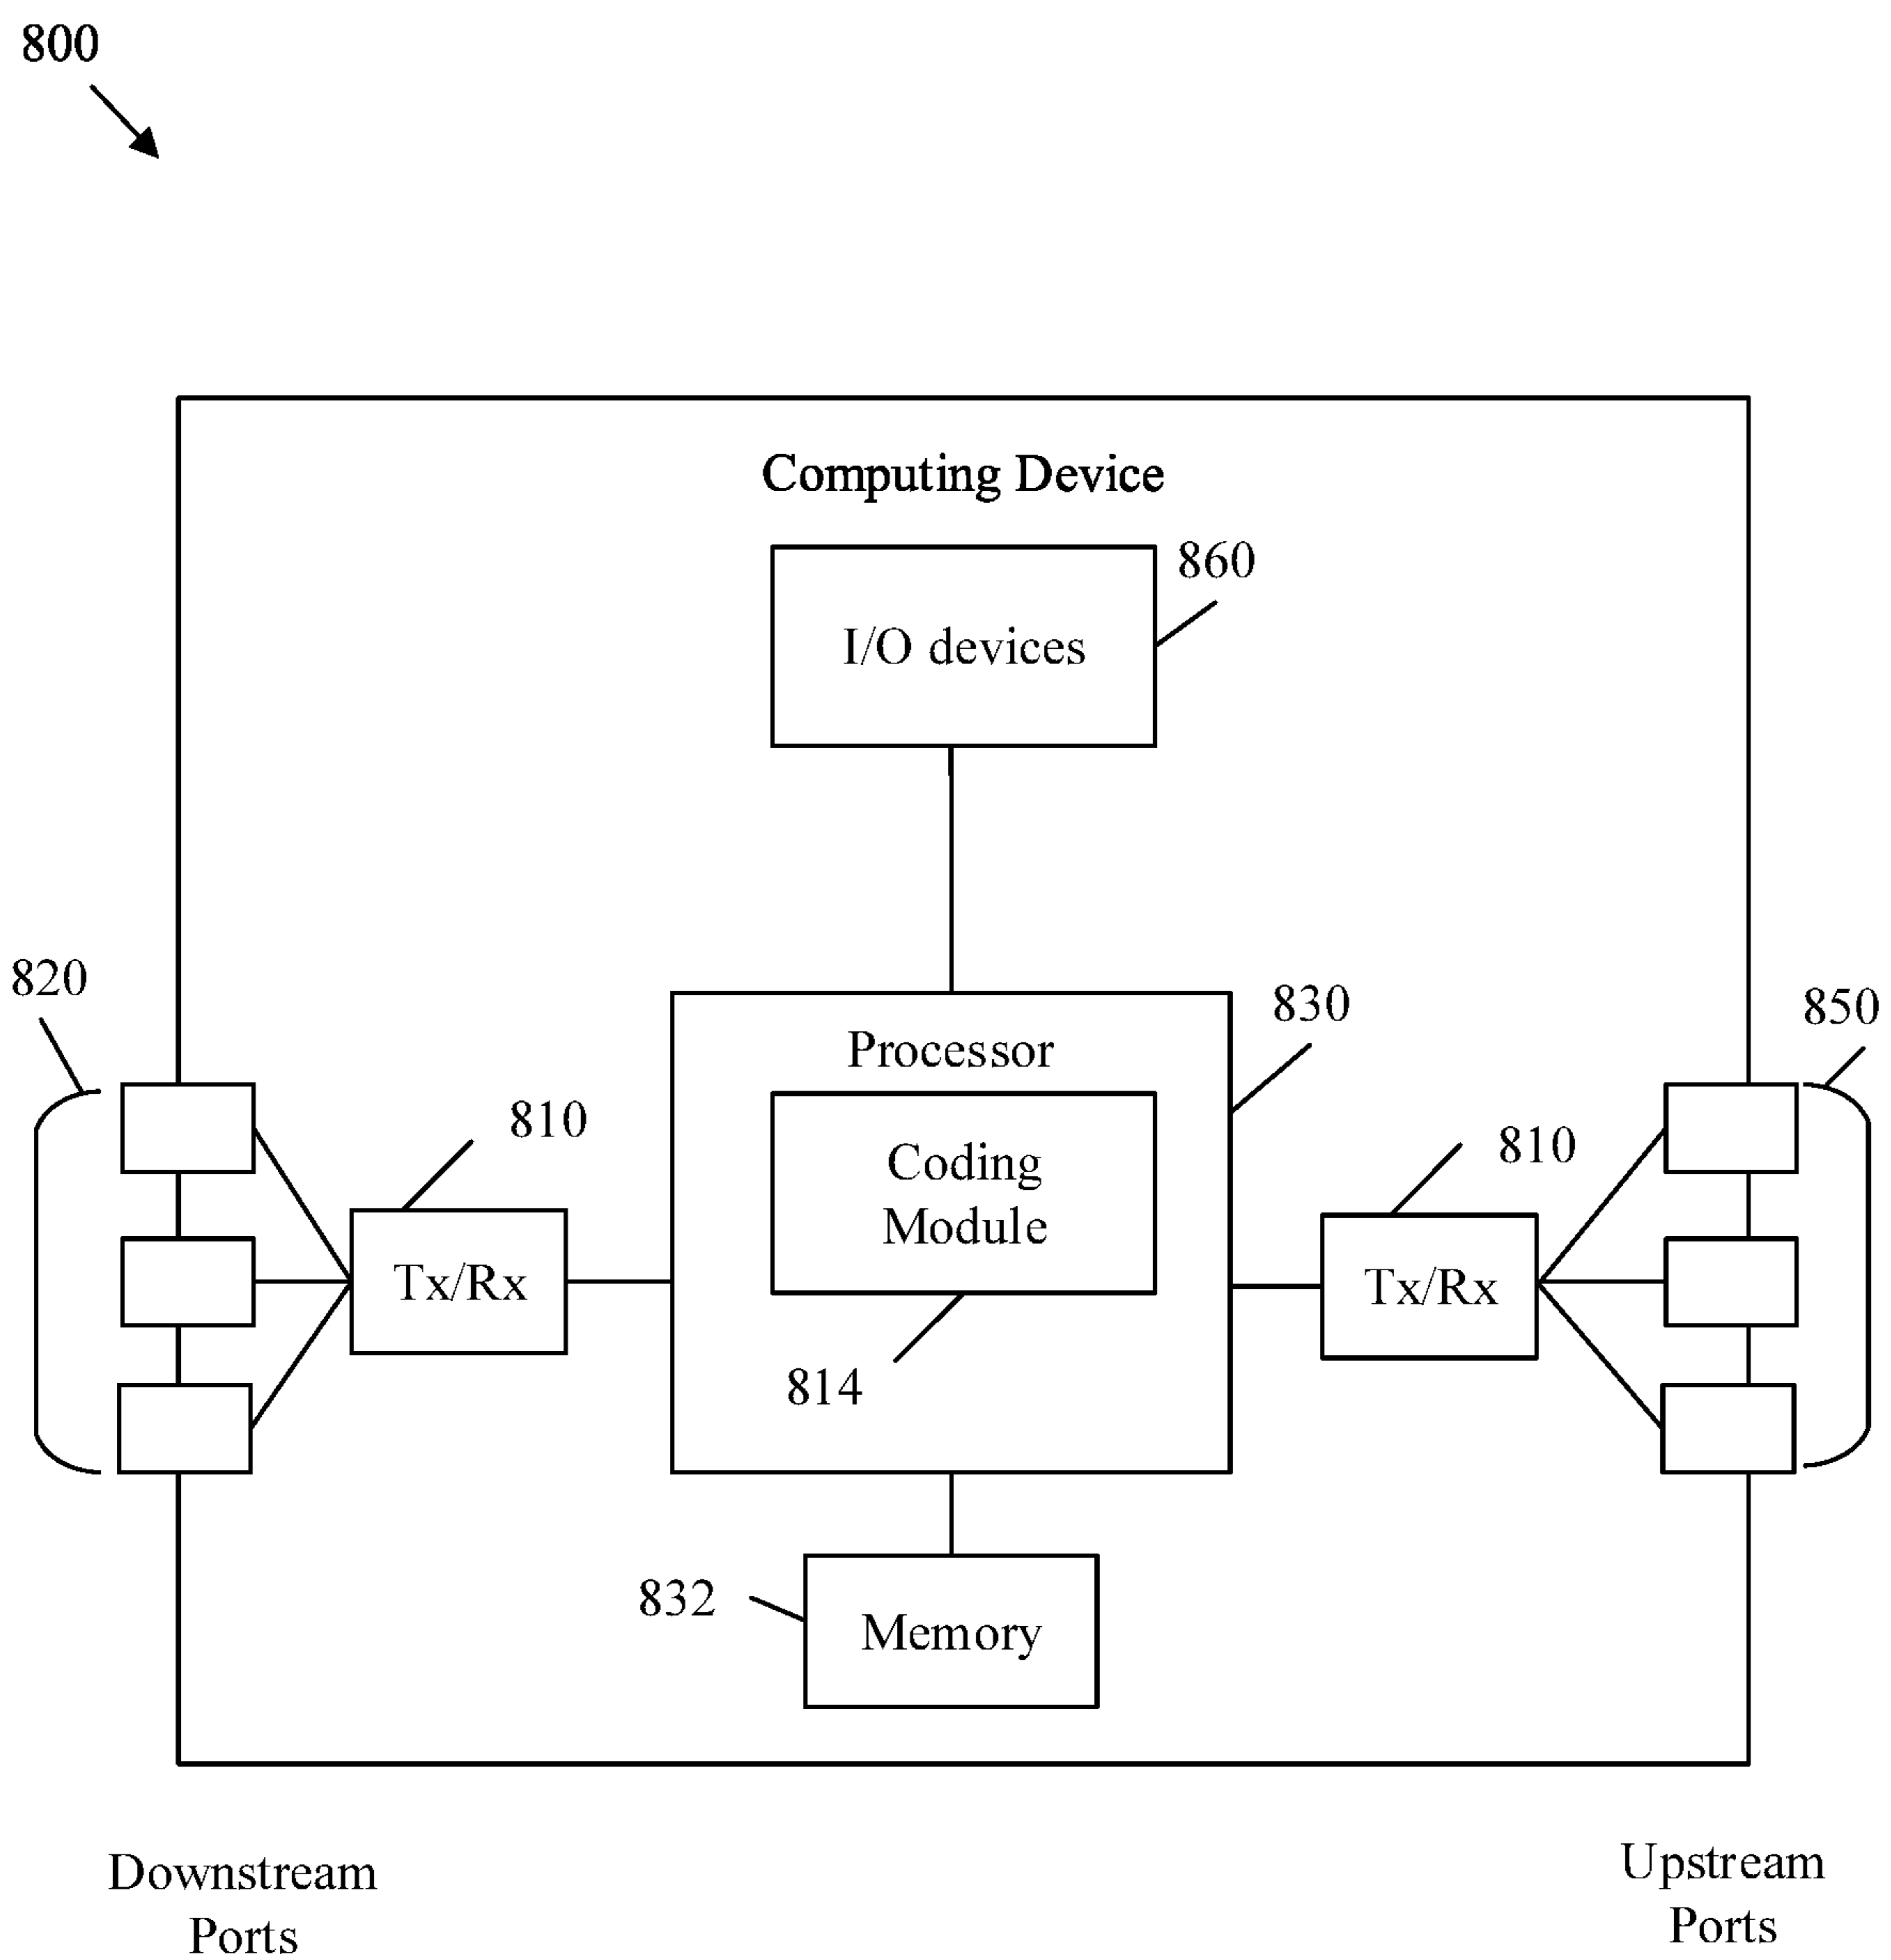 800
Computing Device
860
I/O devices
820
830
850
Processor
810
810
Coding
Module
Tx/Rx
Tx/Rx
814
832
Memory
Downstream
Ports
Upstream
Ports